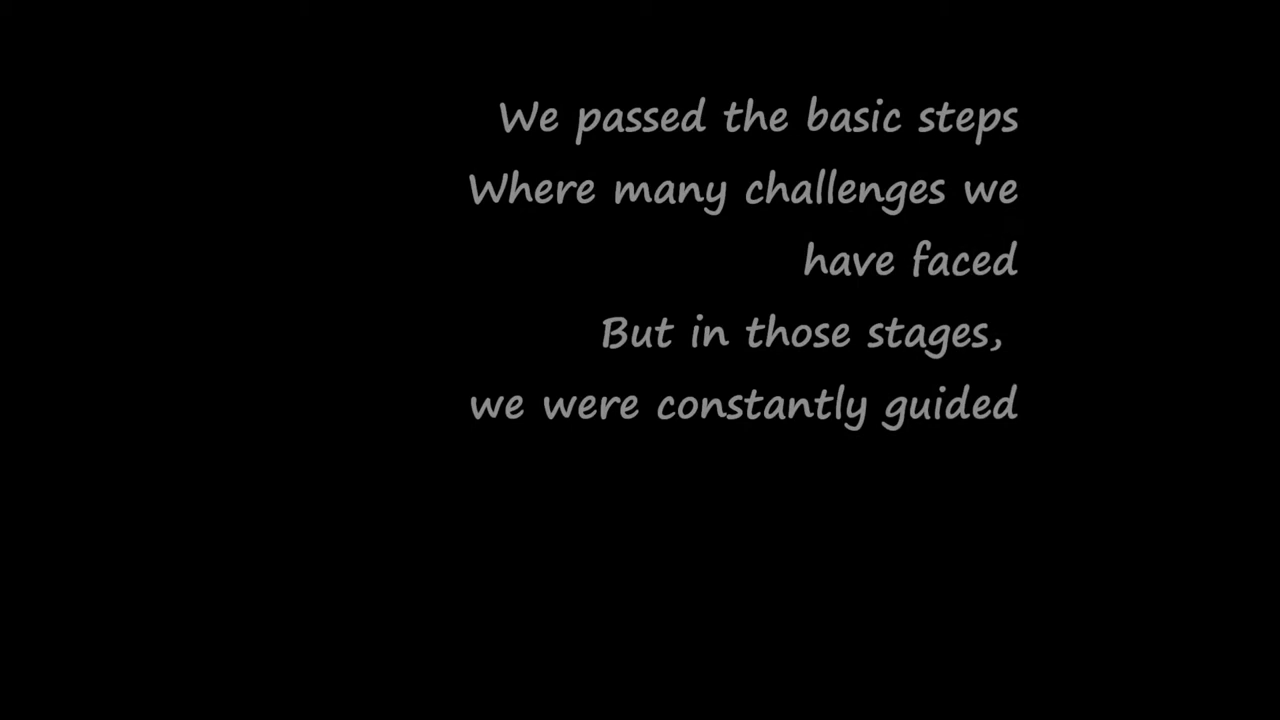 We passed the basic steps
Where many challenges we
have faced
But in those stages,
we were constantly guided